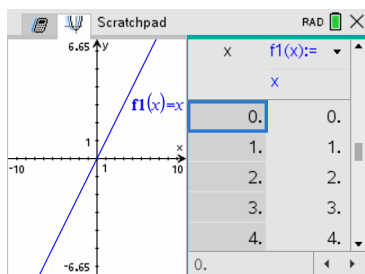 Scratchpad
RAD
6.65
y
f1(x)=x
x
1
-10
1
10
-6.65
x
f1(x):=
x
0.
0.
1.
1.
2.
2.
3.
3.
4.
4.
0.